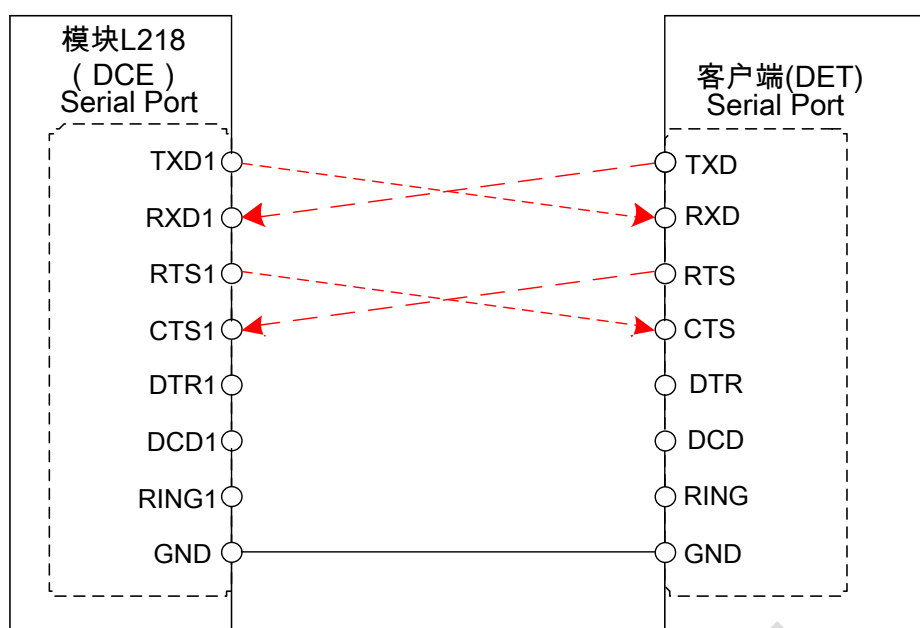 模块L218
（DCE）
Serial Port
TXD1
RXD1
RTS1
CTS1
DTR1
DCD1
RING1
GND
客户端(DET)
Serial Port
TXD
RXD
RTS
CTS
DTR
DCD
RING
GND